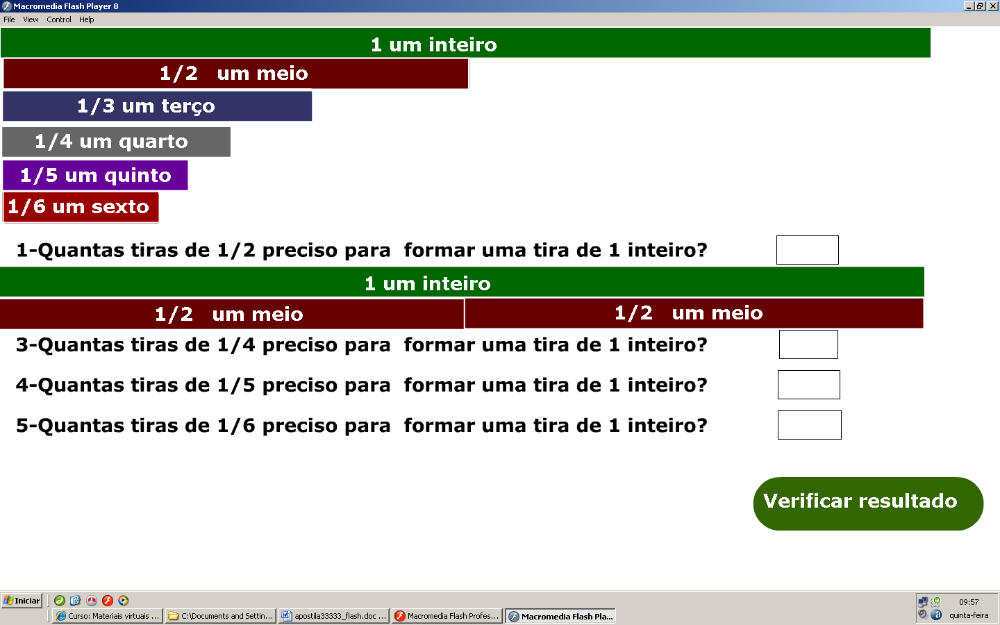 Macromedia Flash Player 8
File View Control Help
1 um inteiro
1/2 um meio
1/3 um terço
1/4 um quarto
1/5 um quinto
1/6 um sexto
1-Quantas tiras de 1/2 preciso para formar uma tira de 1 inteiro?
1 um inteiro
1/2 um meio 1/2 um meio
3-Quantas tiras de 1/4 preciso para formar uma tira de 1 inteiro?
4-Quantas tiras de 1/5 preciso para formar uma tira de 1 inteiro?
5-Quantas tiras de 1/6 preciso para formar uma tira de 1 inteiro?
Verificar resultado
Iniciar 09:57
Curso: Materiais virtuais ... C:\Documents and Settin... apostila33333_flash.doc ... Macromedia Flash Profes... Macromedia Flash Pla... quinta-feira